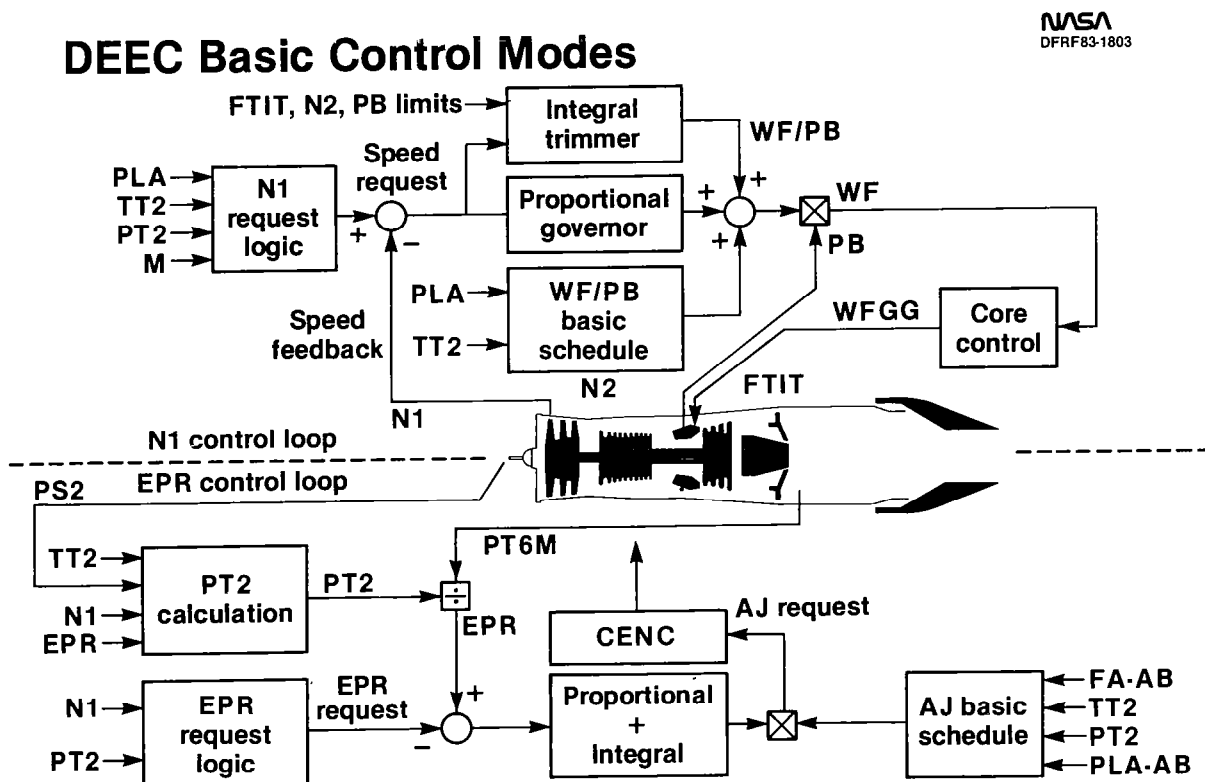 NASA
DFRF83-1803
DEEC Basic Control Modes
FTIT, N2, PB limits
Integral
trimmer
WF/PB
Speed
request
PLA
TT2
PT2
M
N1
request
logic
+
−
Proportional
governor
+
+
+
WF
PB
PLA
TT2
WF/PB
basic
schedule
WFGG
Core
control
Speed
feedback
N1
N2
FTIT
N1 control loop
EPR control loop
PS2
PT6M
TT2
N1
EPR
PT2
calculation
PT2
÷
EPR
CENC
AJ request
N1
PT2
EPR
request
logic
EPR
request
+
−
Proportional
+
Integral
AJ basic
schedule
FA-AB
TT2
PT2
PLA-AB